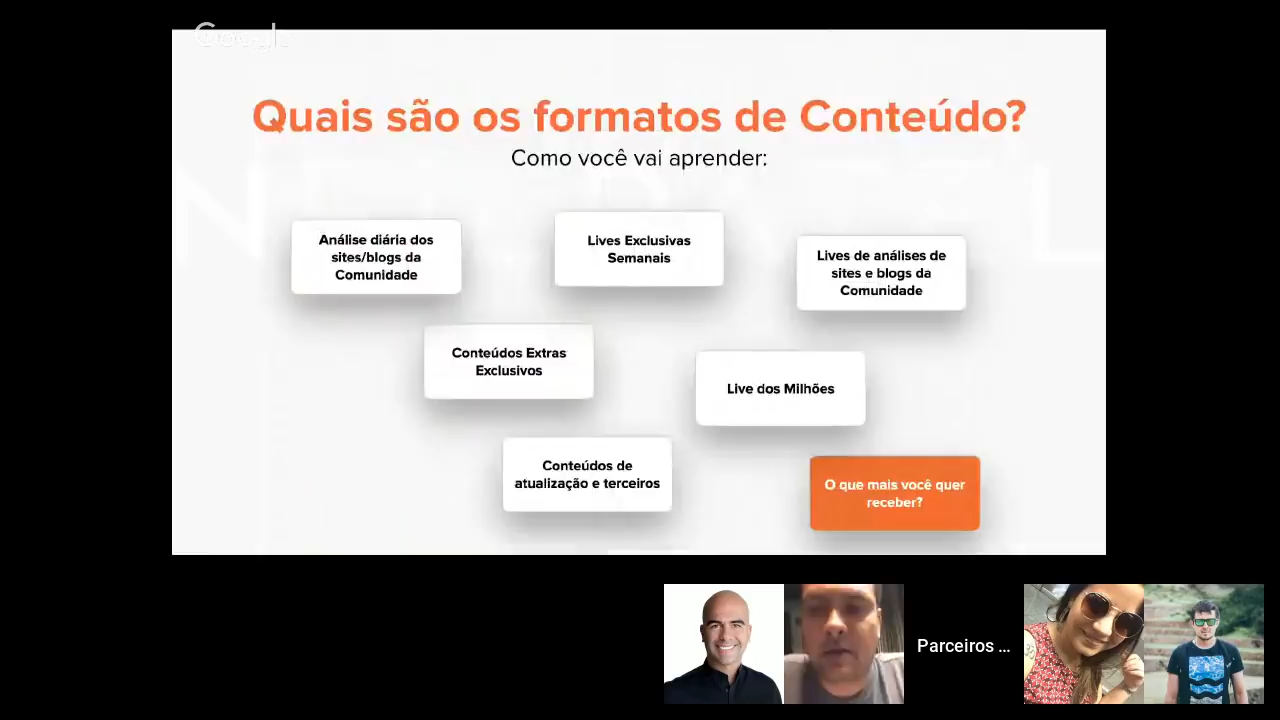 Google
Quais são os formatos de Conteúdo?
Como você vai aprender:
Análise diária dos
sites/blogs da
Comunidade
Lives Exclusivas
Semanais
Lives de análises de
sites e blogs da
Comunidade
Conteúdos Extras
Exclusivos
Live dos Milhões
Conteúdos de
atualização e terceiros
O que mais você quer
receber?
Parceiros ...